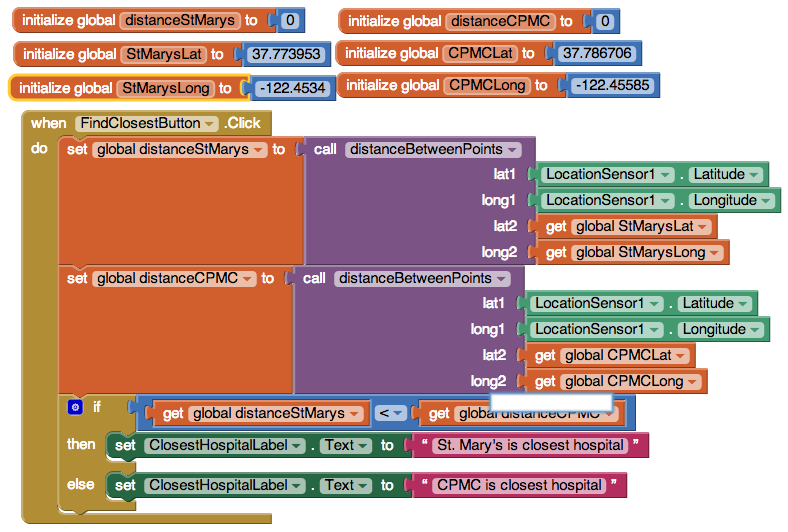 initialize global distanceStMarys to 0
initialize global distanceCPMC to 0
initialize global StMarysLat to 37.773953
initialize global CPMCLat to 37.786706
initialize global StMarysLong to -122.4534
initialize global CPMCLong to -122.45585
when FindClosestButton .Click
do set global distanceStMarys to call distanceBetweenPoints
lat1 LocationSensor1 . Latitude
long1 LocationSensor1 . Longitude
lat2 get global StMarysLat
long2 get global StMarysLong
set global distanceCPMC to call distanceBetweenPoints
lat1 LocationSensor1 . Latitude
long1 LocationSensor1 . Longitude
lat2 get global CPMCLat
long2 get global CPMCLong
if get global distanceStMarys < get global distanceCPMC
then set ClosestHospitalLabel . Text to “ St. Mary's is closest hospital ”
else set ClosestHospitalLabel . Text to “ CPMC is closest hospital ”